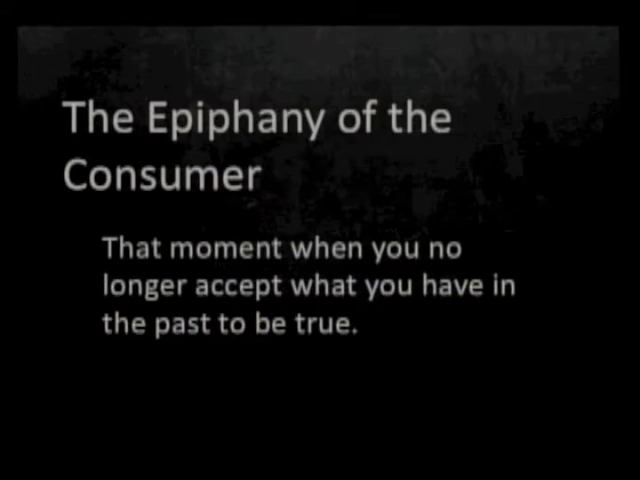 The Epiphany of the
Consumer
That moment when you no
longer accept what you have in
the past to be true.